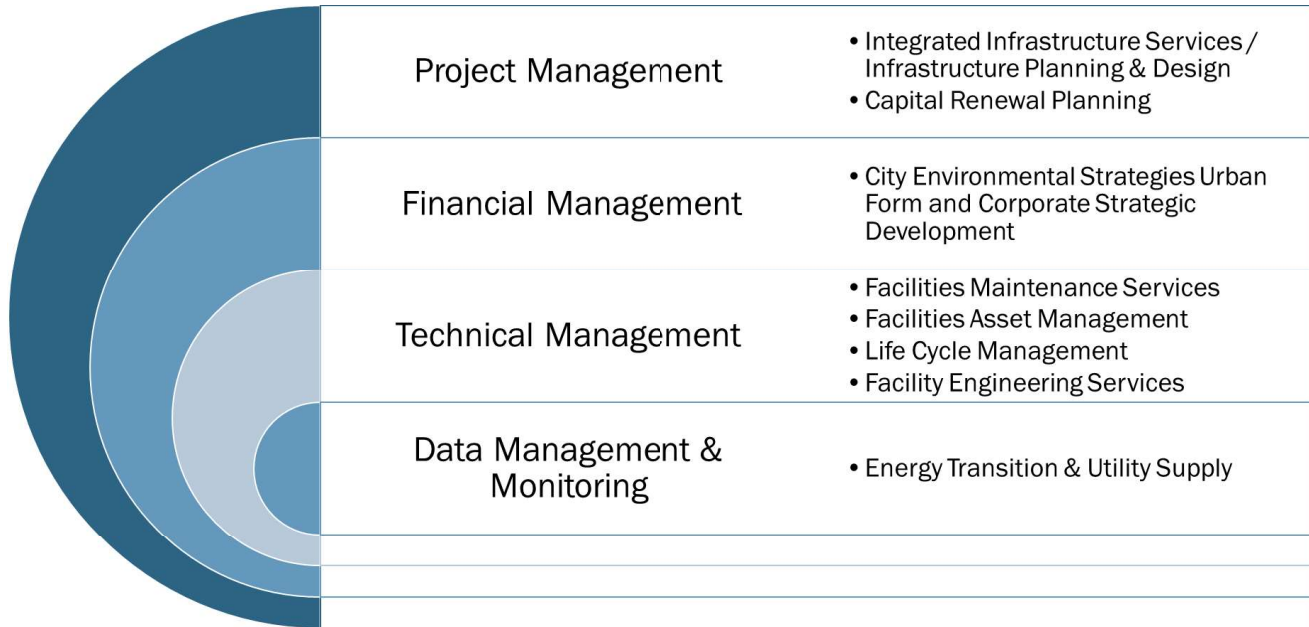 Project Management
• Integrated Infrastructure Services /
Infrastructure Planning & Design
• Capital Renewal Planning
Financial Management
• City Environmental Strategies Urban
Form and Corporate Strategic
Development
Technical Management
• Facilities Maintenance Services
• Facilities Asset Management
• Life Cycle Management
• Facility Engineering Services
Data Management &
Monitoring
• Energy Transition & Utility Supply